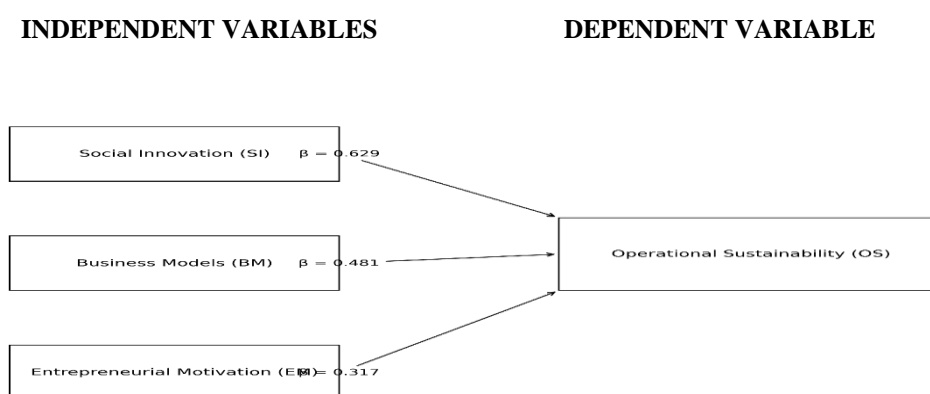 INDEPENDENT VARIABLES
DEPENDENT VARIABLE
Social Innovation (SI)
β = 0.629
Business Models (BM)
β = 0.481
Operational Sustainability (OS)
Entrepreneurial Motivation (EM)
β = 0.317